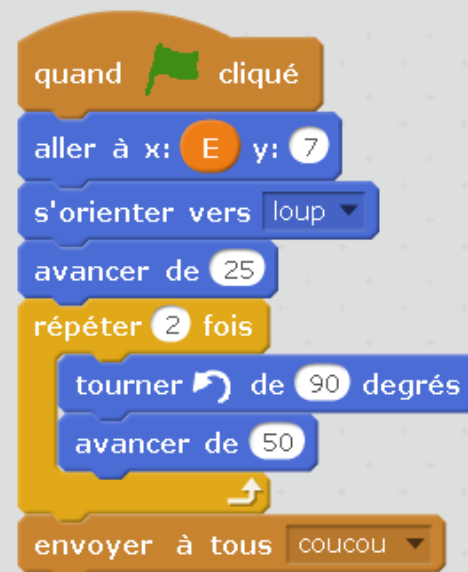 quand cliqué
aller à x: E y: 7
s'orienter vers loup
avancer de 25
répéter 2 fois
tourner de 90 degrés
avancer de 50
envoyer à tous coucou